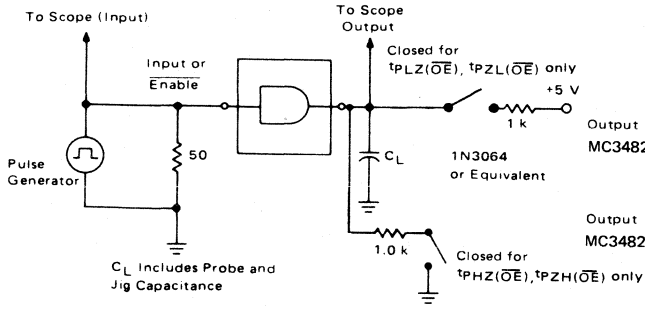 To Scope (Input)
To Scope
Output
Closed for
tPLZ(OE), tPZL(OE) only
Input or
Enable
+5 V
1 k
Output
MC3482
Pulse
Generator
50
CL
1N3064
or Equivalent
Output
MC3482
1.0 k
CL Includes Probe and
Jig Capacitance
Closed for
tPHZ(OE), tPZH(OE) only